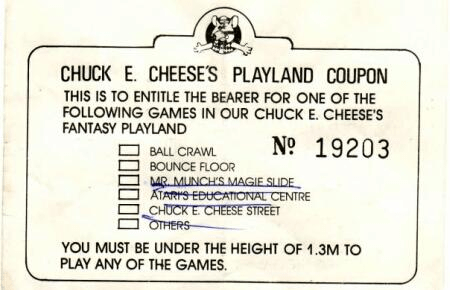 CHUCK E. CHEESE'S PLAYLAND COUPON
THIS IS TO ENTITLE THE BEARER FOR ONE OF THE
FOLLOWING GAMES IN OUR CHUCK E. CHEESE'S
FANTASY PLAYLAND
Nº 19203
BALL CRAWL
BOUNCE FLOOR
MR. MUNCH'S MAGIE SLIDE
ATARI'S EDUCATIONAL CENTRE
CHUCK E. CHEESE STREET
OTHERS
YOU MUST BE UNDER THE HEIGHT OF 1.3M TO
PLAY ANY OF THE GAMES.